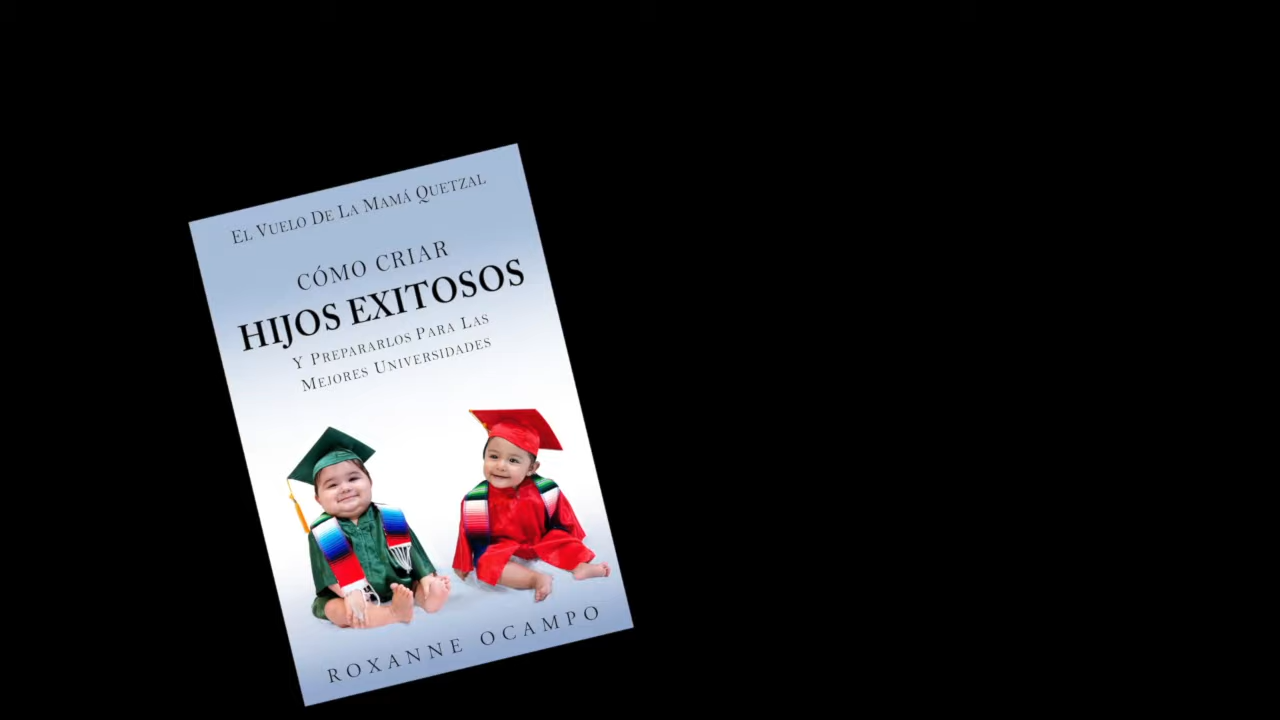 EL VUELO DE LA MAMÁ QUETZAL
CÓMO CRIAR
HIJOS EXITOSOS
Y PREPARARLOS PARA LAS
MEJORES UNIVERSIDADES
ROXANNE OCAMPO